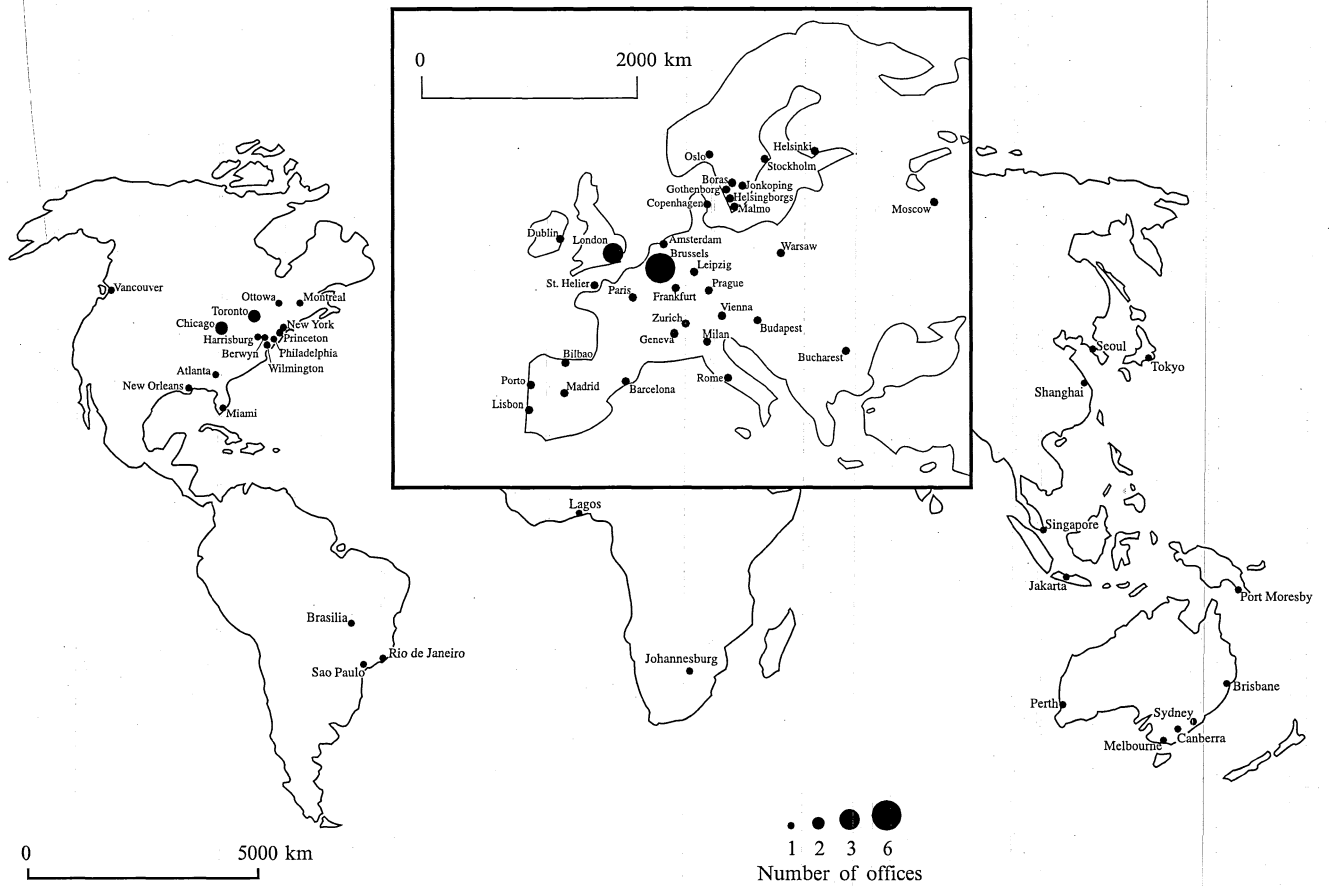 0 2000 km
Helsinki
Oslo
Stockholm
Boras
Jonkoping
Gothenborg
Helsingborgs
Copenhagen
Malmo
Moscow
Dublin
London
Amsterdam
Brussels
Warsaw
Leipzig
St. Helier
Paris
Frankfurt
Prague
Vienna
Zurich
Budapest
Geneva
Milan
Bucharest
Bilbao
Porto
Madrid
Barcelona
Rome
Lisbon
Vancouver
Ottowa
Montreal
Toronto
Chicago
New York
Harrisburg
Princeton
Berwyn
Philadelphia
Wilmington
Atlanta
New Orleans
Miami
Seoul
Tokyo
Shanghai
Lagos
Singapore
Jakarta
Port Moresby
Brasilia
Rio de Janeiro
Sao Paulo
Johannesburg
Perth
Brisbane
Sydney
Canberra
Melbourne
0 5000 km
1 2 3 6
Number of offices